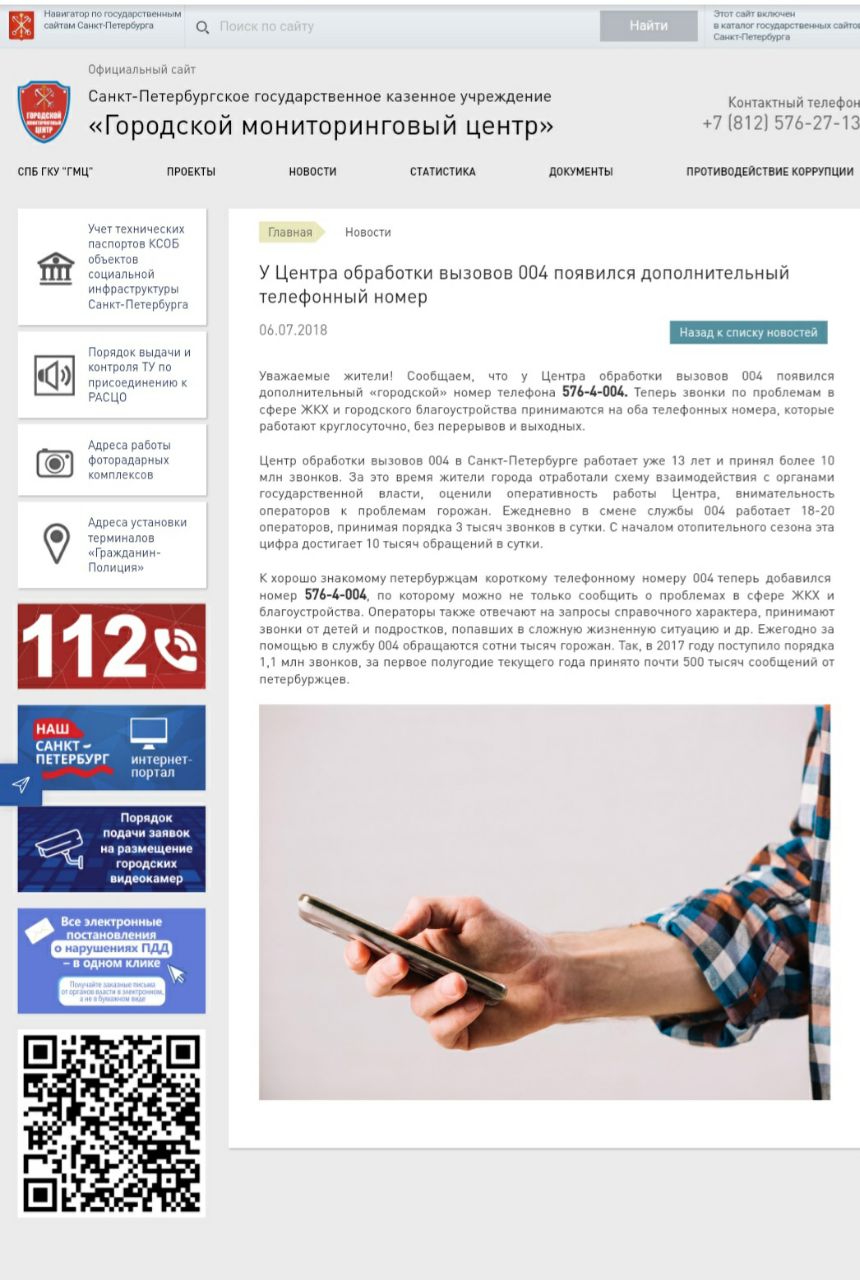 Навигатор по государственным
сайтам Санкт-Петербурга
Поиск по сайту
Найти
Этот сайт включен
в каталог государственных сайтов
Санкт-Петербурга
ГОРОДСКОЙ
МОНИТОРИНГОВЫЙ
ЦЕНТР
Официальный сайт
Санкт-Петербургское государственное казенное учреждение
«Городской мониторинговый центр»
Контактный телефон
+7 (812) 576-27-13
СПБ ГКУ "ГМЦ"
ПРОЕКТЫ
НОВОСТИ
СТАТИСТИКА
ДОКУМЕНТЫ
ПРОТИВОДЕЙСТВИЕ КОРРУПЦИИ
Учет технических
паспортов КСОБ
объектов
социальной
инфраструктуры
Санкт-Петербурга
Порядок выдачи и
контроля ТУ по
присоединению к
РАСЦО
Адреса работы
фоторадарных
комплексов
Адреса установки
терминалов
«Гражданин-
Полиция»
112
НАШ
САНКТ-
ПЕТЕРБУРГ
интернет-
портал
Порядок
подачи заявок
на размещение
городских
видеокамер
Все электронные
постановления
о нарушениях ПДД
– в одном клике
Получайте заказные письма
от органов власти в электронном,
а не в бумажном виде
Главная
Новости
У Центра обработки вызовов 004 появился дополнительный
телефонный номер
06.07.2018
Назад к списку новостей
Уважаемые жители! Сообщаем, что у Центра обработки вызовов 004 появился
дополнительный «городской» номер телефона 576-4-004. Теперь звонки по проблемам в
сфере ЖКХ и городского благоустройства принимаются на оба телефонных номера, которые
работают круглосуточно, без перерывов и выходных.
Центр обработки вызовов 004 в Санкт-Петербурге работает уже 13 лет и принял более 10
млн звонков. За это время жители города отработали схему взаимодействия с органами
государственной власти, оценили оперативность работы Центра, внимательность
операторов к проблемам горожан. Ежедневно в смене службы 004 работает 18-20
операторов, принимая порядка 3 тысяч звонков в сутки. С началом отопительного сезона эта
цифра достигает 10 тысяч обращений в сутки.
К хорошо знакомому петербуржцам короткому телефонному номеру 004 теперь добавился
номер 576-4-004, по которому можно не только сообщить о проблемах в сфере ЖКХ и
благоустройства. Операторы также отвечают на запросы справочного характера, принимают
звонки от детей и подростков, попавших в сложную жизненную ситуацию и др. Ежегодно за
помощью в службу 004 обращаются сотни тысяч горожан. Так, в 2017 году поступило порядка
1,1 млн звонков, за первое полугодие текущего года принято почти 500 тысяч сообщений от
петербуржцев.